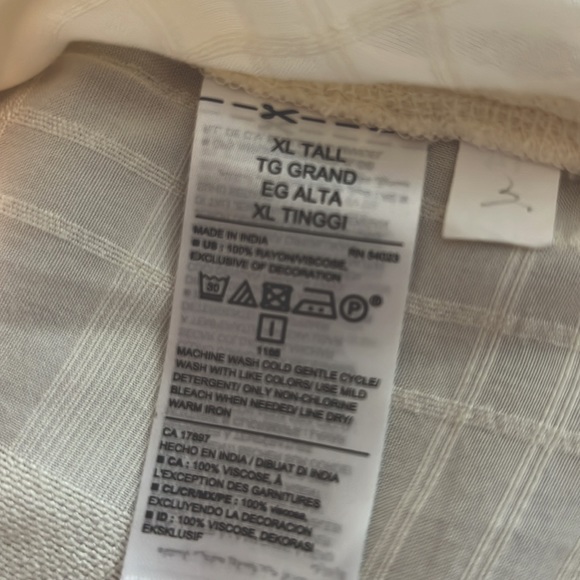 XL TALL
TG GRAND
EG ALTA
XL TINGGI
MADE IN INDIA RN 54023
■ US : 100% RAYON/VISCOSE,
EXCLUSIVE OF DECORATION
30 P ®
1166
MACHINE WASH COLD GENTLE CYCLE/
WASH WITH LIKE COLORS/ USE MILD
DETERGENT/ ONLY NON-CHLORINE
BLEACH WHEN NEEDED/ LINE DRY/
WARM IRON
CA 17897
HECHO EN INDIA / DIBUAT DI INDIA
■ CA : 100% VISCOSE, À
L'EXCEPTION DES GARNITURES
■ CL/CR/MX/PE : 100% viscosa,
EXCLUYENDO LA DECORACION
■ ID : 100% VISCOSE, DEKORASI
EKSKLUSIF